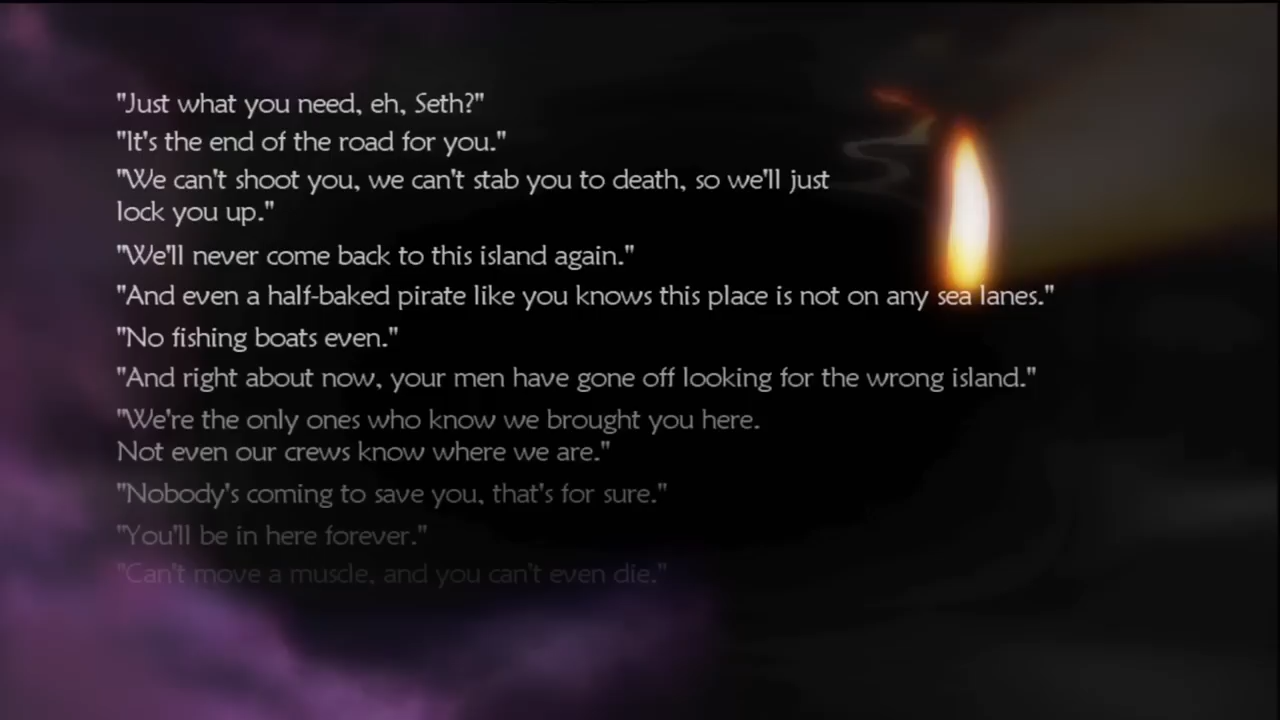 "Just what you need, eh, Seth?"
"It's the end of the road for you."
"We can't shoot you, we can't stab you to death, so we'll just
lock you up."
"We'll never come back to this island again."
"And even a half-baked pirate like you knows this place is not on any sea lanes."
"No fishing boats even."
"And right about now, your men have gone off looking for the wrong island."
"We're the only ones who know we brought you here.
Not even our crews know where we are."
"Nobody's coming to save you, that's for sure."
"You'll be in here forever."
"Can't move a muscle, and you can't even die."